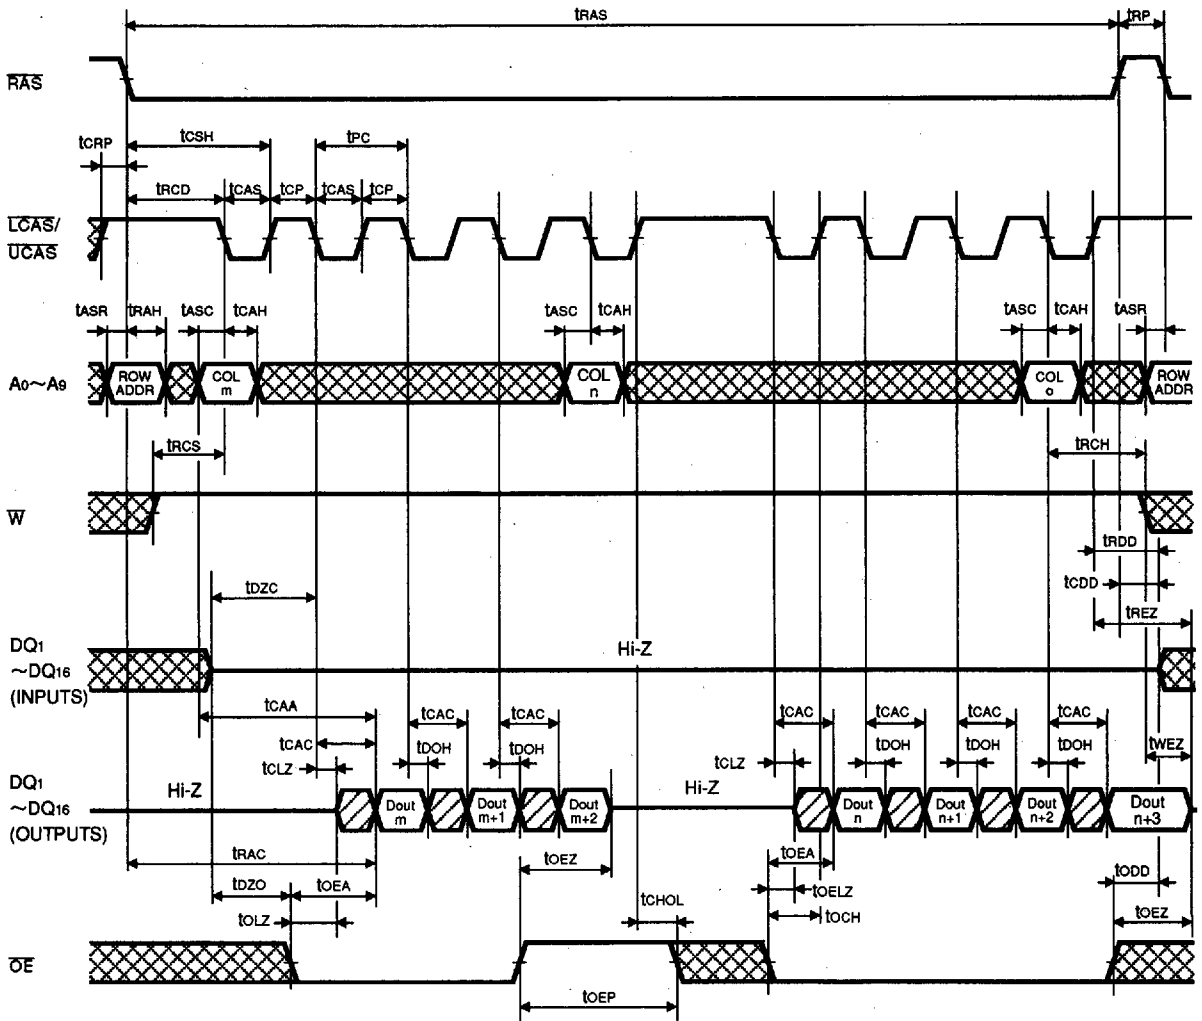 tRAS
tRP
RAS
tCRP
tCSH
tPC
tRCD
tCAS
tCP
tCAS
tCP
LCAS/
UCAS
tASR
tRAH
tASC
tCAH
tASC
tCAH
tASC
tCAH
tASR
A0~A9
ROW
ADDR
COL
m
COL
n
COL
o
ROW
ADDR
tRCS
tRCH
W
tRDD
tCDD
tDZC
tREZ
DQ1
~DQ16
(INPUTS)
Hi-Z
tCAA
tCAC
tCAC
tCAC
tCAC
tCAC
tCAC
tCAC
tDOH
tDOH
tDOH
tDOH
tDOH
tWEZ
tCLZ
tCLZ
DQ1
~DQ16
(OUTPUTS)
Hi-Z
Dout
m
Dout
m+1
Dout
m+2
Hi-Z
Dout
n
Dout
n+1
Dout
n+2
Dout
n+3
tRAC
tOEZ
tOEA
tDZO
tOEA
tOELZ
tODD
tOLZ
tCHOL
tOCH
tOEZ
OE
tOEP